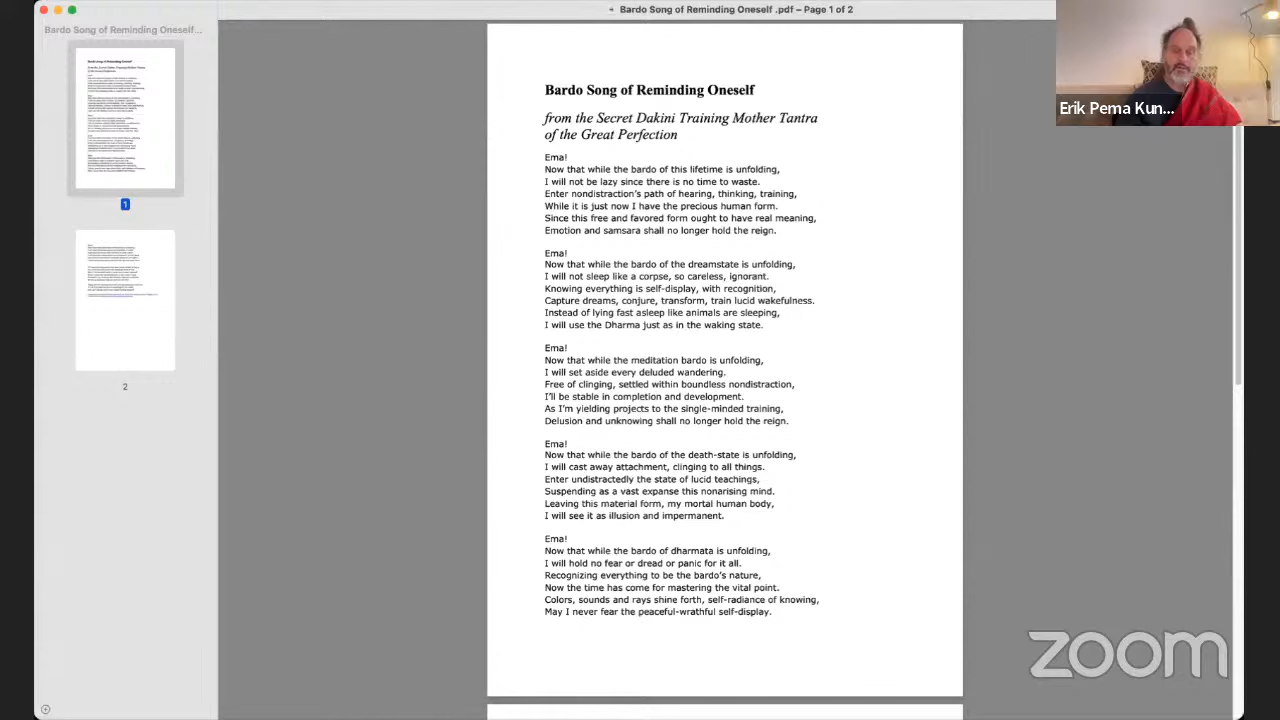 Bardo Song of Reminding Oneself .pdf – Page 1 of 2
Bardo Song of Reminding Oneself...
1
2
Bardo Song of Reminding Oneself
from the Secret Dakini Training Mother Tantra
of the Great Perfection
Ema!
Now that while the bardo of this lifetime is unfolding,
I will not be lazy since there is no time to waste.
Enter nondistraction's path of hearing, thinking, training,
While it is just now I have the precious human form.
Since this free and favored form ought to have real meaning,
Emotion and samsara shall no longer hold the reign.
Ema!
Now that while the bardo of the dreamstate is unfolding,
I will not sleep like a corpse, so careless, ignorant.
Knowing everything is self-display, with recognition,
Capture dreams, conjure, transform, train lucid wakefulness.
Instead of lying fast asleep like animals are sleeping,
I will use the Dharma just as in the waking state.
Ema!
Now that while the meditation bardo is unfolding,
I will set aside every deluded wandering.
Free of clinging, settled within boundless nondistraction,
I'll be stable in completion and development.
As I'm yielding projects to the single-minded training,
Delusion and unknowing shall no longer hold the reign.
Ema!
Now that while the bardo of the death-state is unfolding,
I will cast away attachment, clinging to all things.
Enter undistractedly the state of lucid teachings,
Suspending as a vast expanse this nonarising mind.
Leaving this material form, my mortal human body,
I will see it as illusion and impermanent.
Ema!
Now that while the bardo of dharmata is unfolding,
I will hold no fear or dread or panic for it all.
Recognizing everything to be the bardo's nature,
Now the time has come for mastering the vital point.
Colors, sounds and rays shine forth, self-radiance of knowing,
May I never fear the peaceful-wrathful self-display.
Erik Pema Kun...
zoom